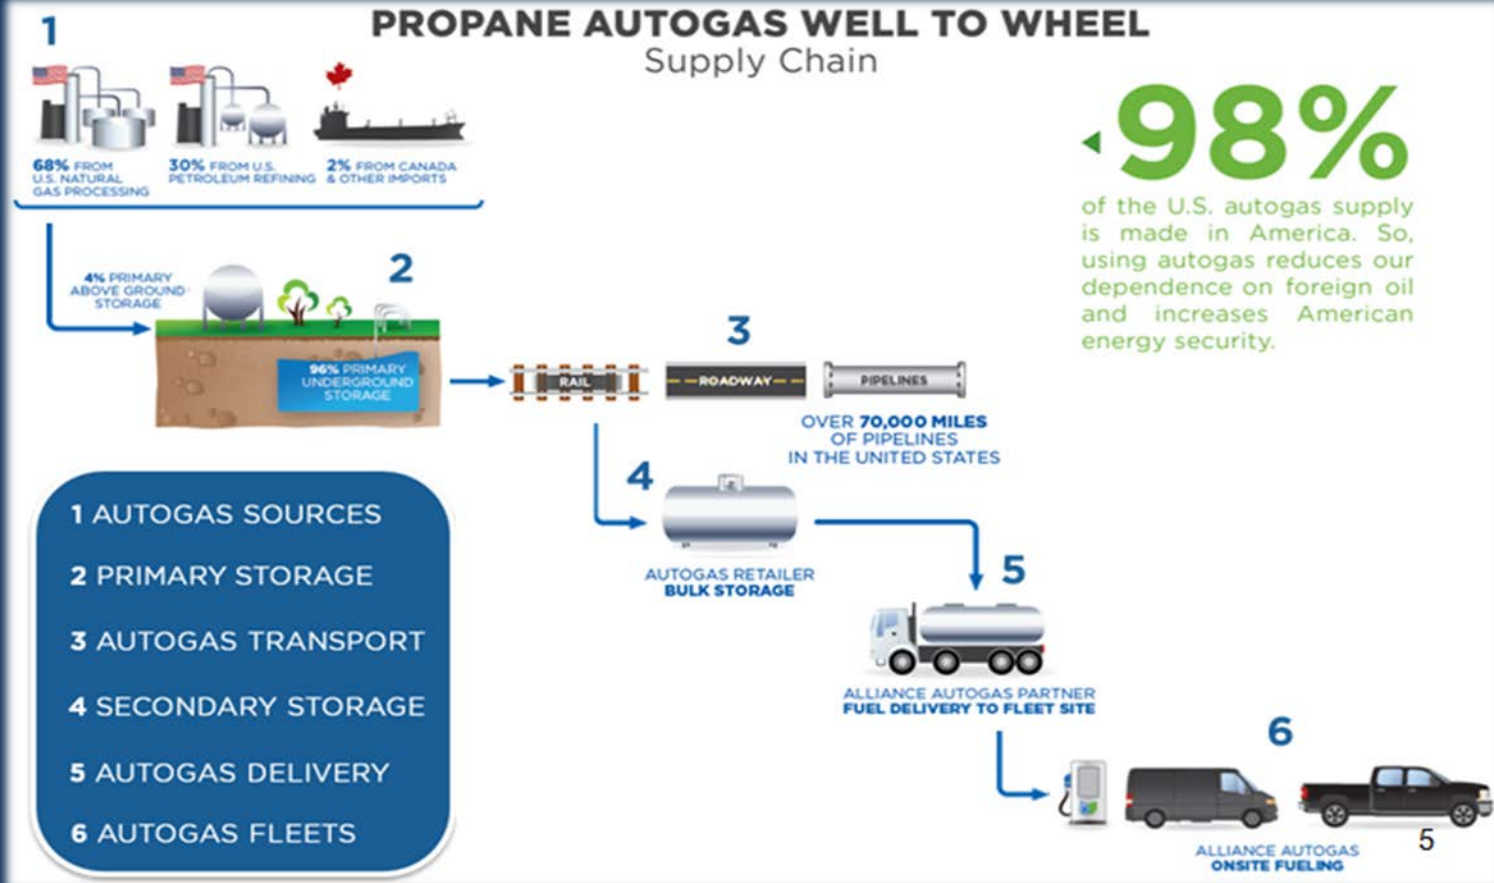 PROPANE AUTOGAS WELL TO WHEEL
Supply Chain
1
68% FROM
U.S. NATURAL
GAS PROCESSING
30% FROM U.S.
PETROLEUM REFINING
2% FROM CANADA
& OTHER IMPORTS
98%
of the U.S. autogas supply
is made in America. So,
using autogas reduces our
dependence on foreign oil
and increases American
energy security.
2
4% PRIMARY
ABOVE GROUND
STORAGE
96% PRIMARY
UNDERGROUND
STORAGE
3
RAIL
ROADWAY
PIPELINES
OVER 70,000 MILES
OF PIPELINES
IN THE UNITED STATES
4
AUTOGAS RETAILER
BULK STORAGE
5
ALLIANCE AUTOGAS PARTNER
FUEL DELIVERY TO FLEET SITE
6
ALLIANCE AUTOGAS
ONSITE FUELING
1 AUTOGAS SOURCES
2 PRIMARY STORAGE
3 AUTOGAS TRANSPORT
4 SECONDARY STORAGE
5 AUTOGAS DELIVERY
6 AUTOGAS FLEETS
5